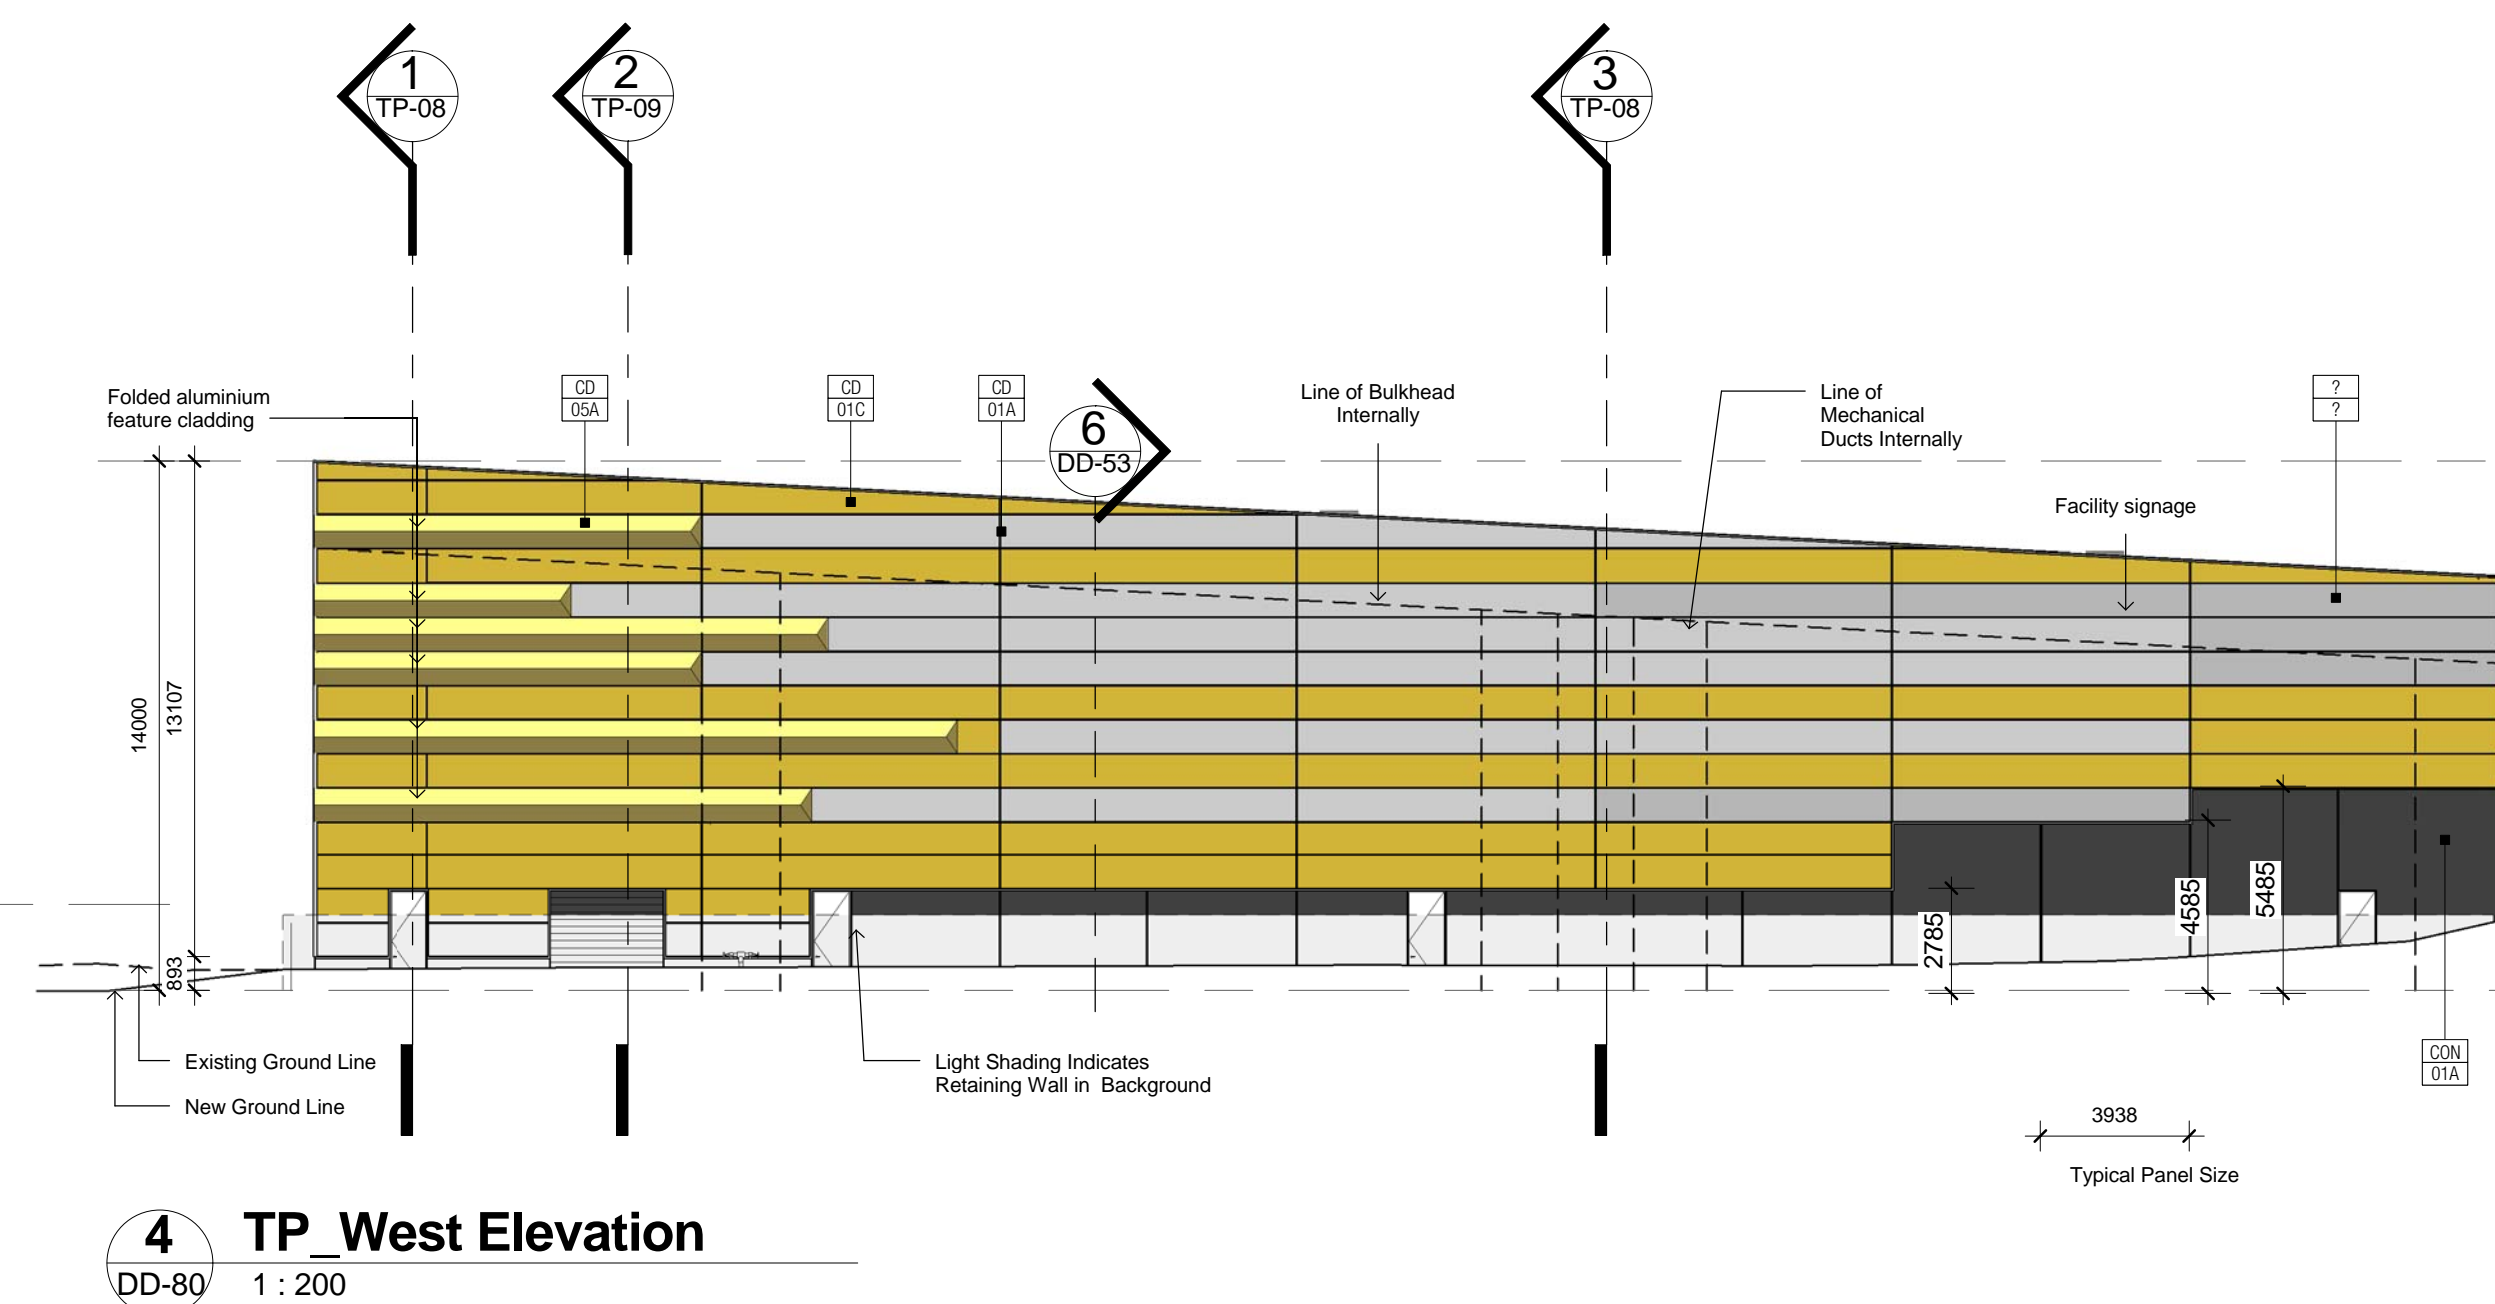 1
TP-08
2
TP-09
3
TP-08
Folded aluminium
feature cladding
CD
05A
CD
01C
CD
01A
6
DD-53
Line of Bulkhead
Internally
Line of
Mechanical
Ducts Internally
?
?
Facility signage
14000
13107
893
2785
4585
5485
Existing Ground Line
New Ground Line
Light Shading Indicates
Retaining Wall in Background
CON
01A
3938
Typical Panel Size
4
DD-80
TP_West Elevation
1 : 200